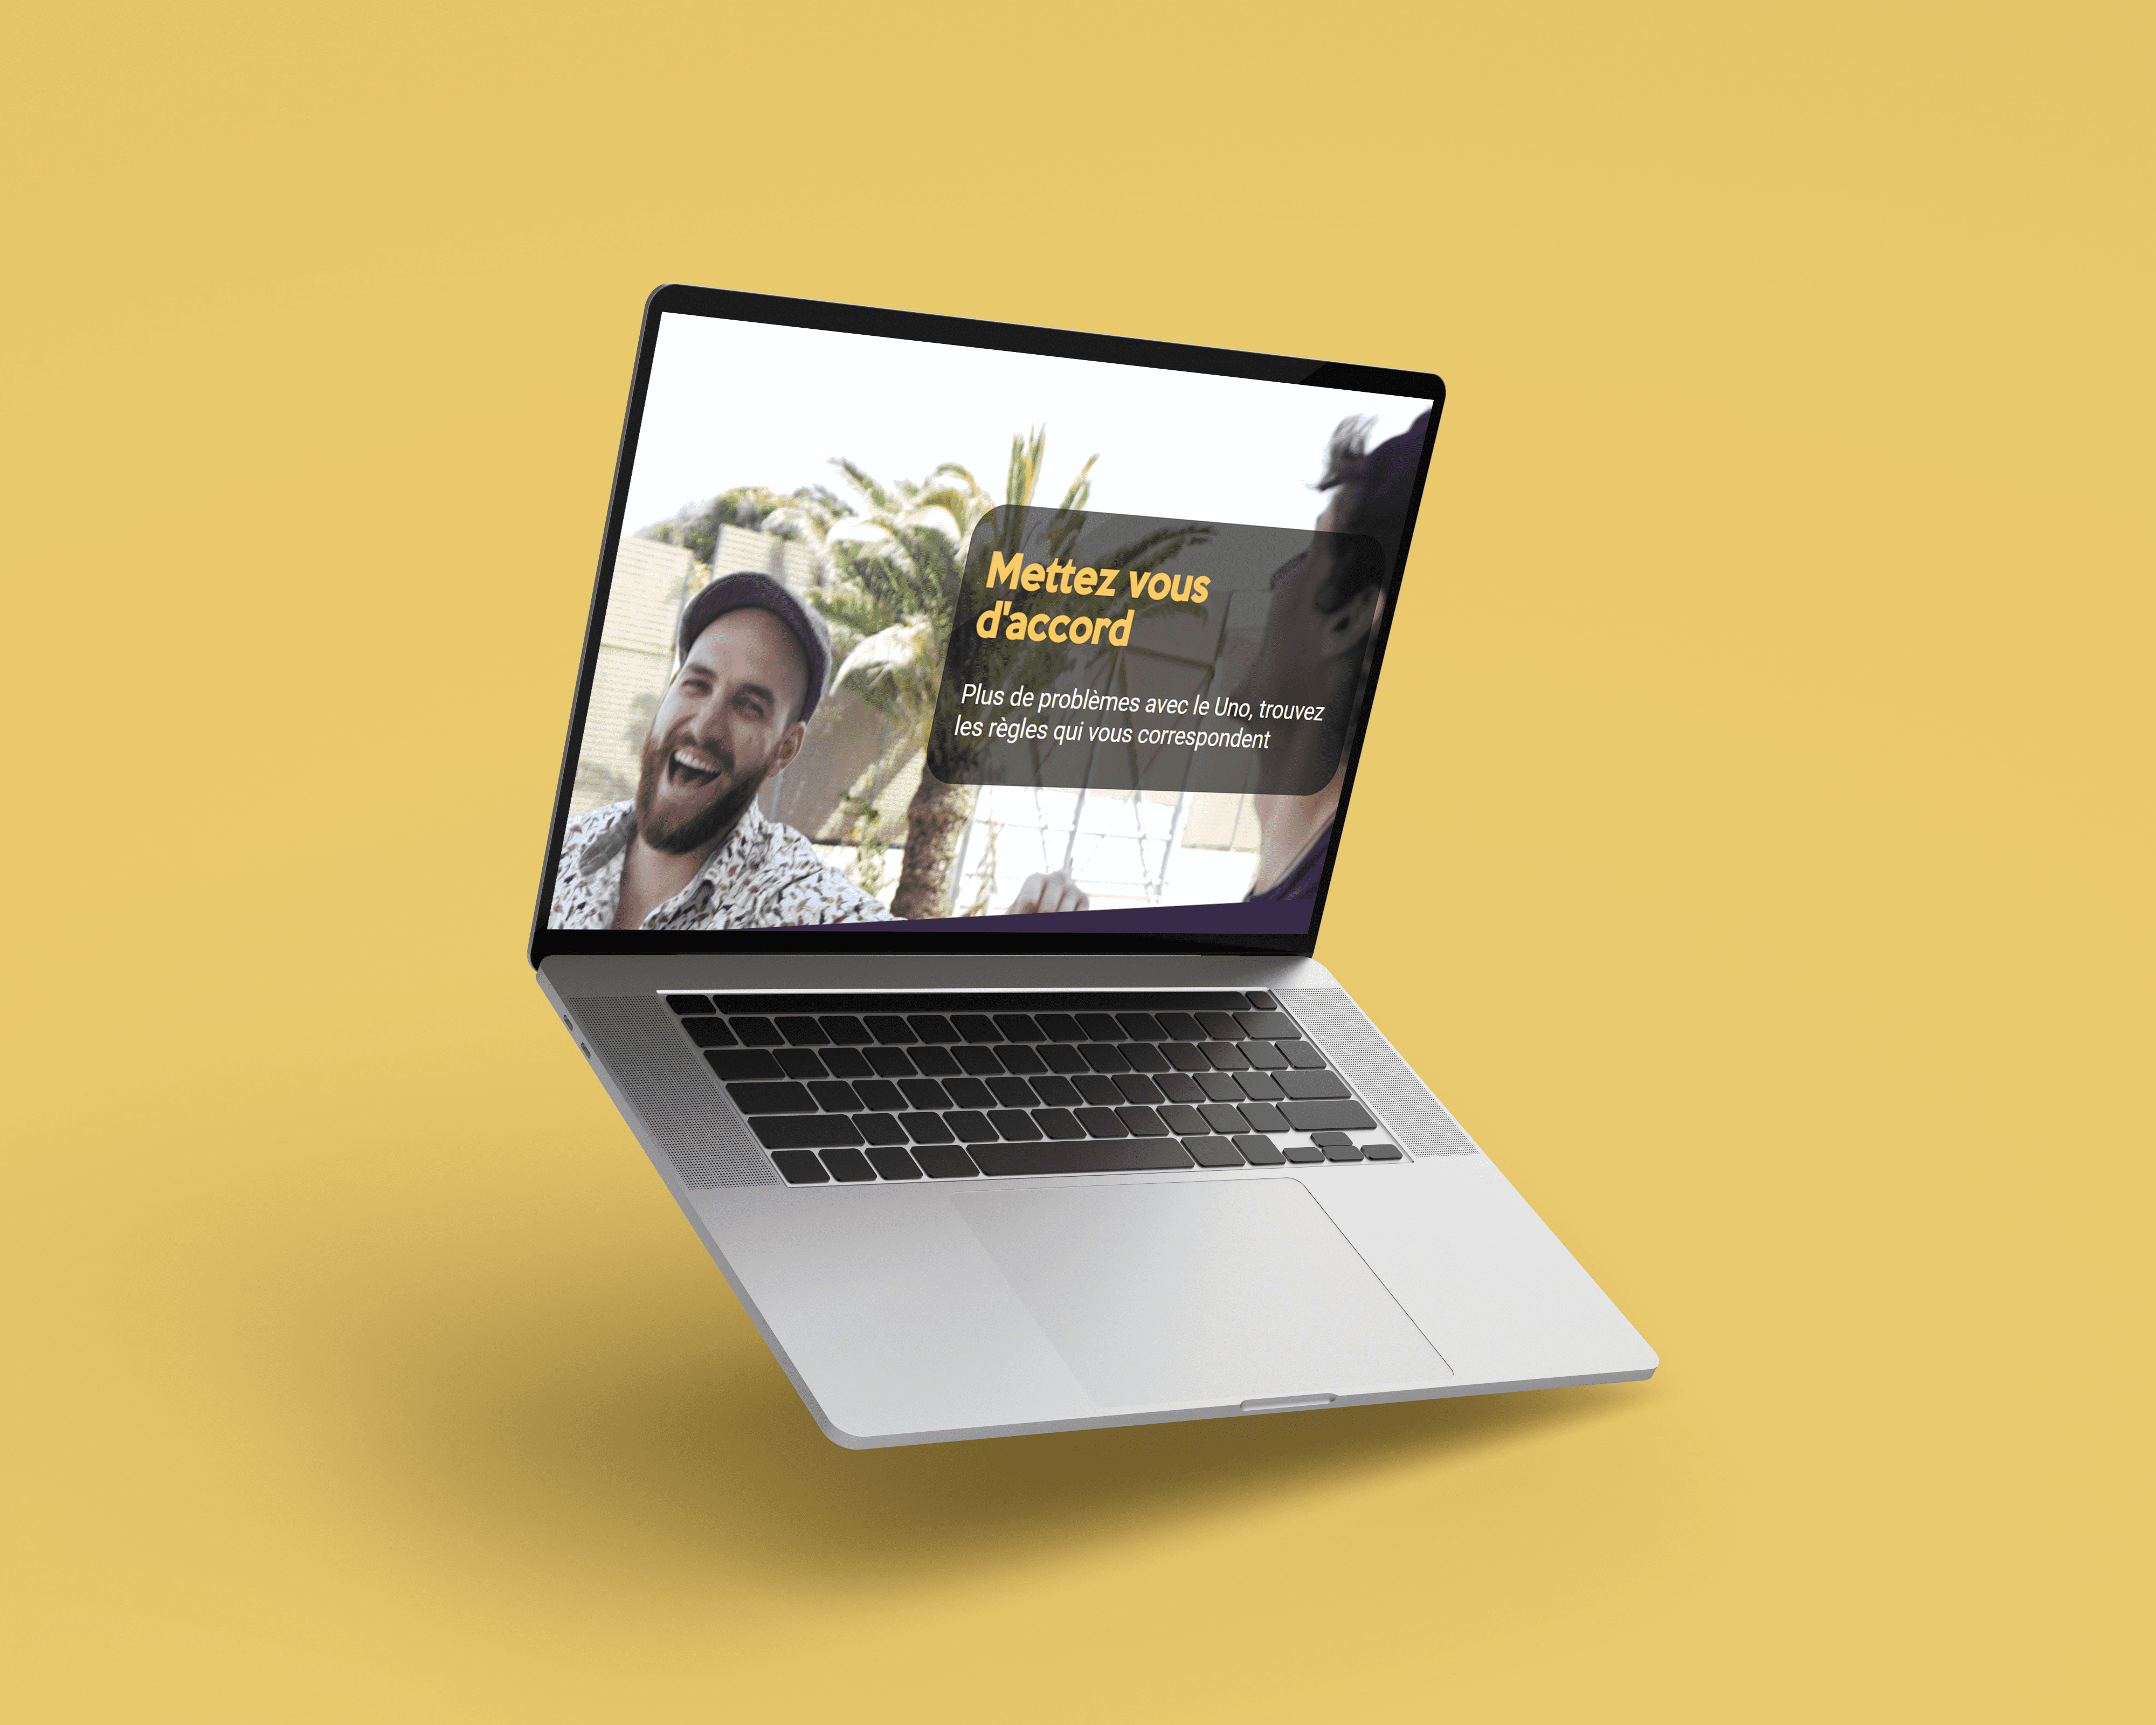 Mettez vous
d'accord
Plus de problèmes avec le Uno, trouvez
les règles qui vous correspondent